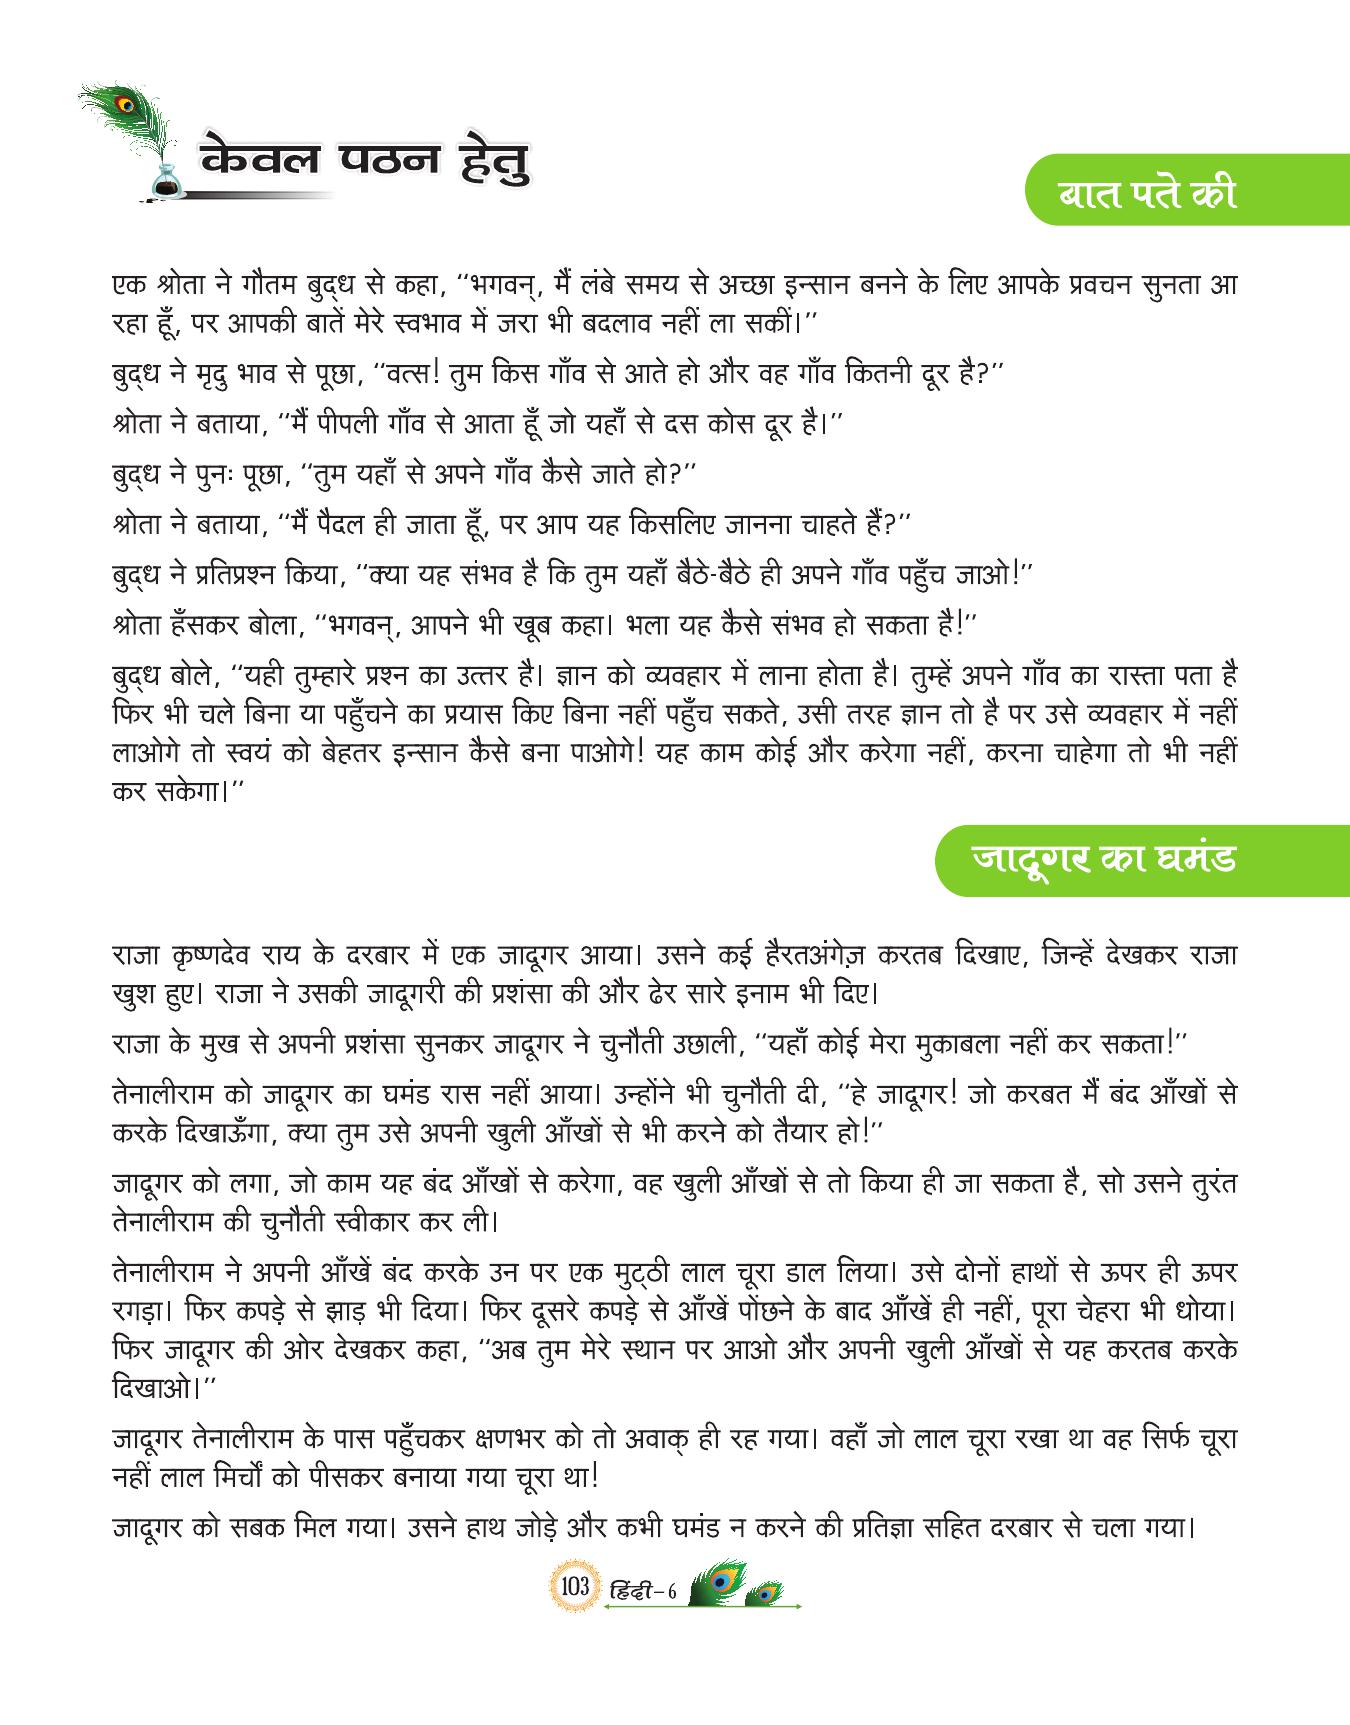 केवल पठन हेतु
बात पते की
एक श्रोता ने गौतम बुद्ध से कहा, ‘‘भगवन्, मैं लंबे समय से अच्छा इन्सान बनने के लिए आपके प्रवचन सुनता आ
रहा हूँ, पर आपकी बातें मेरे स्वभाव में जरा भी बदलाव नहीं ला सकीं।’’
बुद्ध ने मृदु भाव से पूछा, ‘‘वत्स! तुम किस गाँव से आते हो और वह गाँव कितनी दूर है?’’
श्रोता ने बताया, ‘‘मैं पीपली गाँव से आता हूँ जो यहाँ से दस कोस दूर है।’’
बुद्ध ने पुनः पूछा, ‘‘तुम यहाँ से अपने गाँव कैसे जाते हो?’’
श्रोता ने बताया, ‘‘मैं पैदल ही जाता हूँ, पर आप यह किसलिए जानना चाहते हैं?’’
बुद्ध ने प्रतिप्रश्न किया, ‘‘क्या यह संभव है कि तुम यहाँ बैठे-बैठे ही अपने गाँव पहुँच जाओ!’’
श्रोता हँसकर बोला, ‘‘भगवन्, आपने भी खूब कहा। भला यह कैसे संभव हो सकता है!’’
बुद्ध बोले, ‘‘यही तुम्हारे प्रश्न का उत्तर है। ज्ञान को व्यवहार में लाना होता है। तुम्हें अपने गाँव का रास्ता पता है
फिर भी चले बिना या पहुँचने का प्रयास किए बिना नहीं पहुँच सकते, उसी तरह ज्ञान तो है पर उसे व्यवहार में नहीं
लाओगे तो स्वयं को बेहतर इन्सान कैसे बना पाओगे! यह काम कोई और करेगा नहीं, करना चाहेगा तो भी नहीं
कर सकेगा।’’
जादूगर का घमंड
राजा कृष्णदेव राय के दरबार में एक जादूगर आया। उसने कई हैरतअंगेज़ करतब दिखाए, जिन्हें देखकर राजा
खुश हुए। राजा ने उसकी जादूगरी की प्रशंसा की और ढेर सारे इनाम भी दिए।
राजा के मुख से अपनी प्रशंसा सुनकर जादूगर ने चुनौती उछाली, ‘‘यहाँ कोई मेरा मुकाबला नहीं कर सकता!’’
तेनालीराम को जादूगर का घमंड रास नहीं आया। उन्होंने भी चुनौती दी, ‘‘हे जादूगर! जो करबत मैं बंद आँखों से
करके दिखाऊँगा, क्या तुम उसे अपनी खुली आँखों से भी करने को तैयार हो!’’
जादूगर को लगा, जो काम यह बंद आँखों से करेगा, वह खुली आँखों से तो किया ही जा सकता है, सो उसने तुरंत
तेनालीराम की चुनौती स्वीकार कर ली।
तेनालीराम ने अपनी आँखें बंद करके उन पर एक मुट्ठी लाल चूरा डाल लिया। उसे दोनों हाथों से ऊपर ही ऊपर
रगड़ा। फिर कपड़े से झाड़ भी दिया। फिर दूसरे कपड़े से आँखें पोंछने के बाद आँखें ही नहीं, पूरा चेहरा भी धोया।
फिर जादूगर की ओर देखकर कहा, ‘‘अब तुम मेरे स्थान पर आओ और अपनी खुली आँखों से यह करतब करके
दिखाओ।’’
जादूगर तेनालीराम के पास पहुँचकर क्षणभर को तो अवाक् ही रह गया। वहाँ जो लाल चूरा रखा था वह सिर्फ चूरा
नहीं लाल मिर्चों को पीसकर बनाया गया चूरा था!
जादूगर को सबक मिल गया। उसने हाथ जोड़े और कभी घमंड न करने की प्रतिज्ञा सहित दरबार से चला गया।
103 हिंदी–6